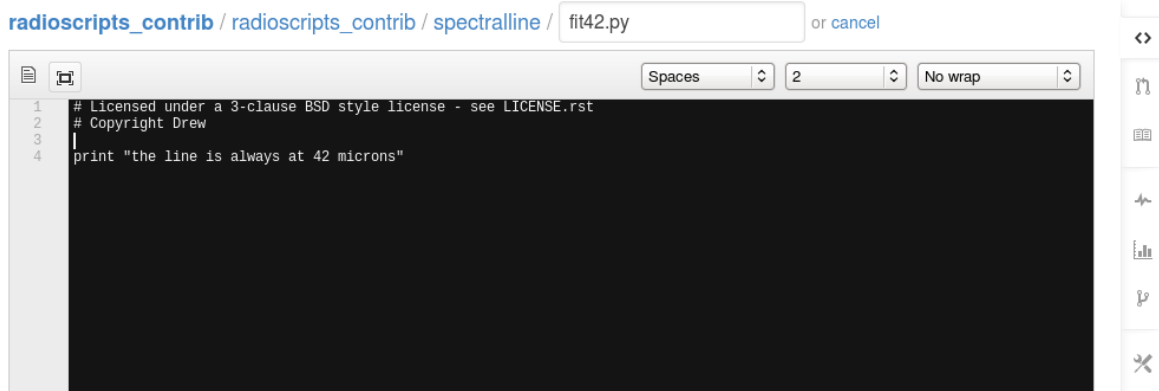 radioscripts_contrib / radioscripts_contrib / spectralline / fit42.py or cancel
Spaces 2 No wrap
1 # Licensed under a 3-clause BSD style license - see LICENSE.rst
2 # Copyright Drew
3
4 print "the line is always at 42 microns"